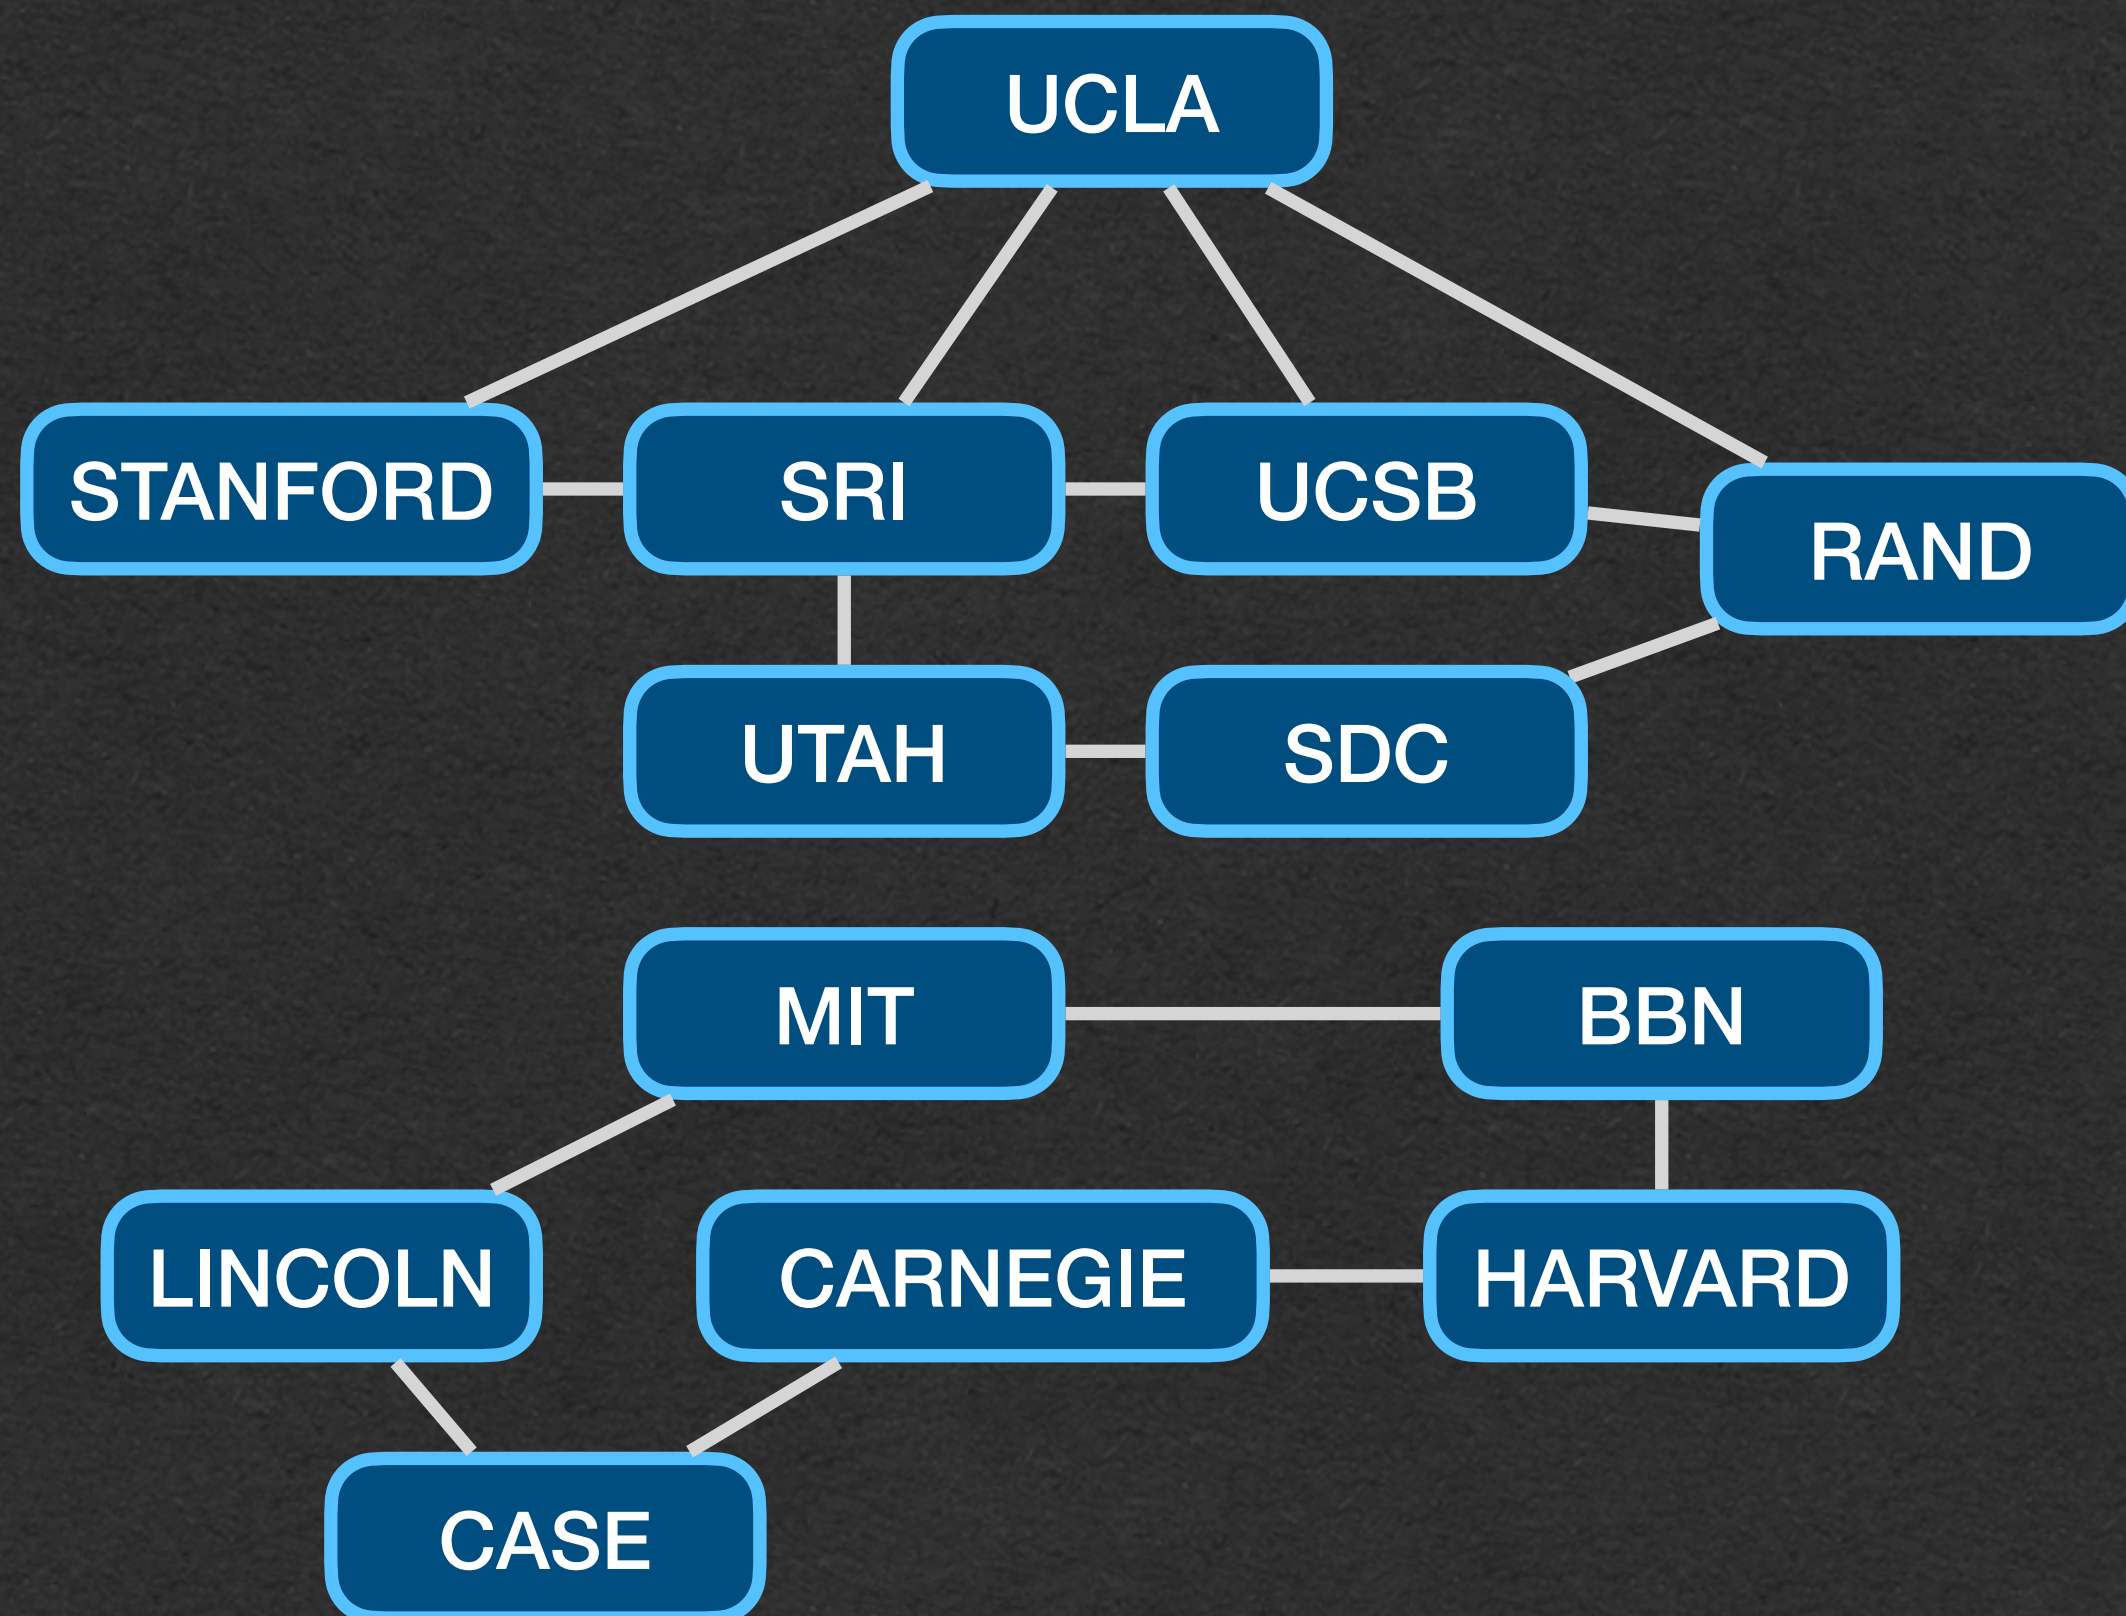 UCLA
STANFORD
SRI
UCSB
RAND
UTAH
SDC
MIT
BBN
LINCOLN
CARNEGIE
HARVARD
CASE